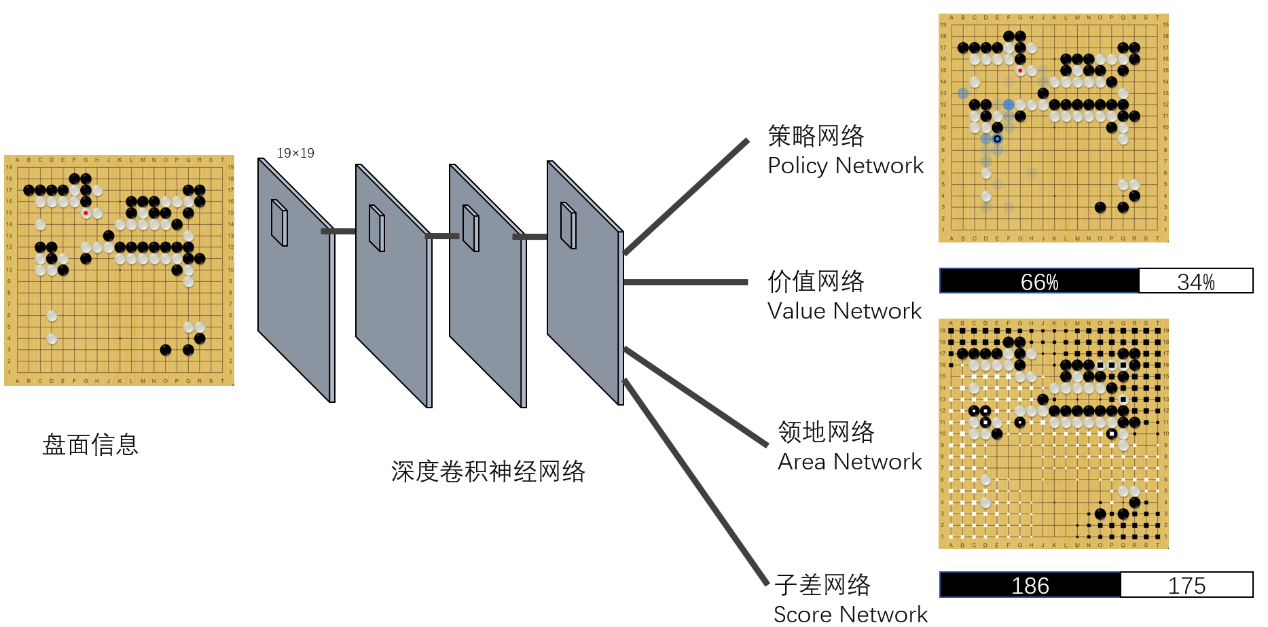 19×19
盘面信息
深度卷积神经网络
策略网络
Policy Network
66%
34%
价值网络
Value Network
领地网络
Area Network
子差网络
Score Network
186
175